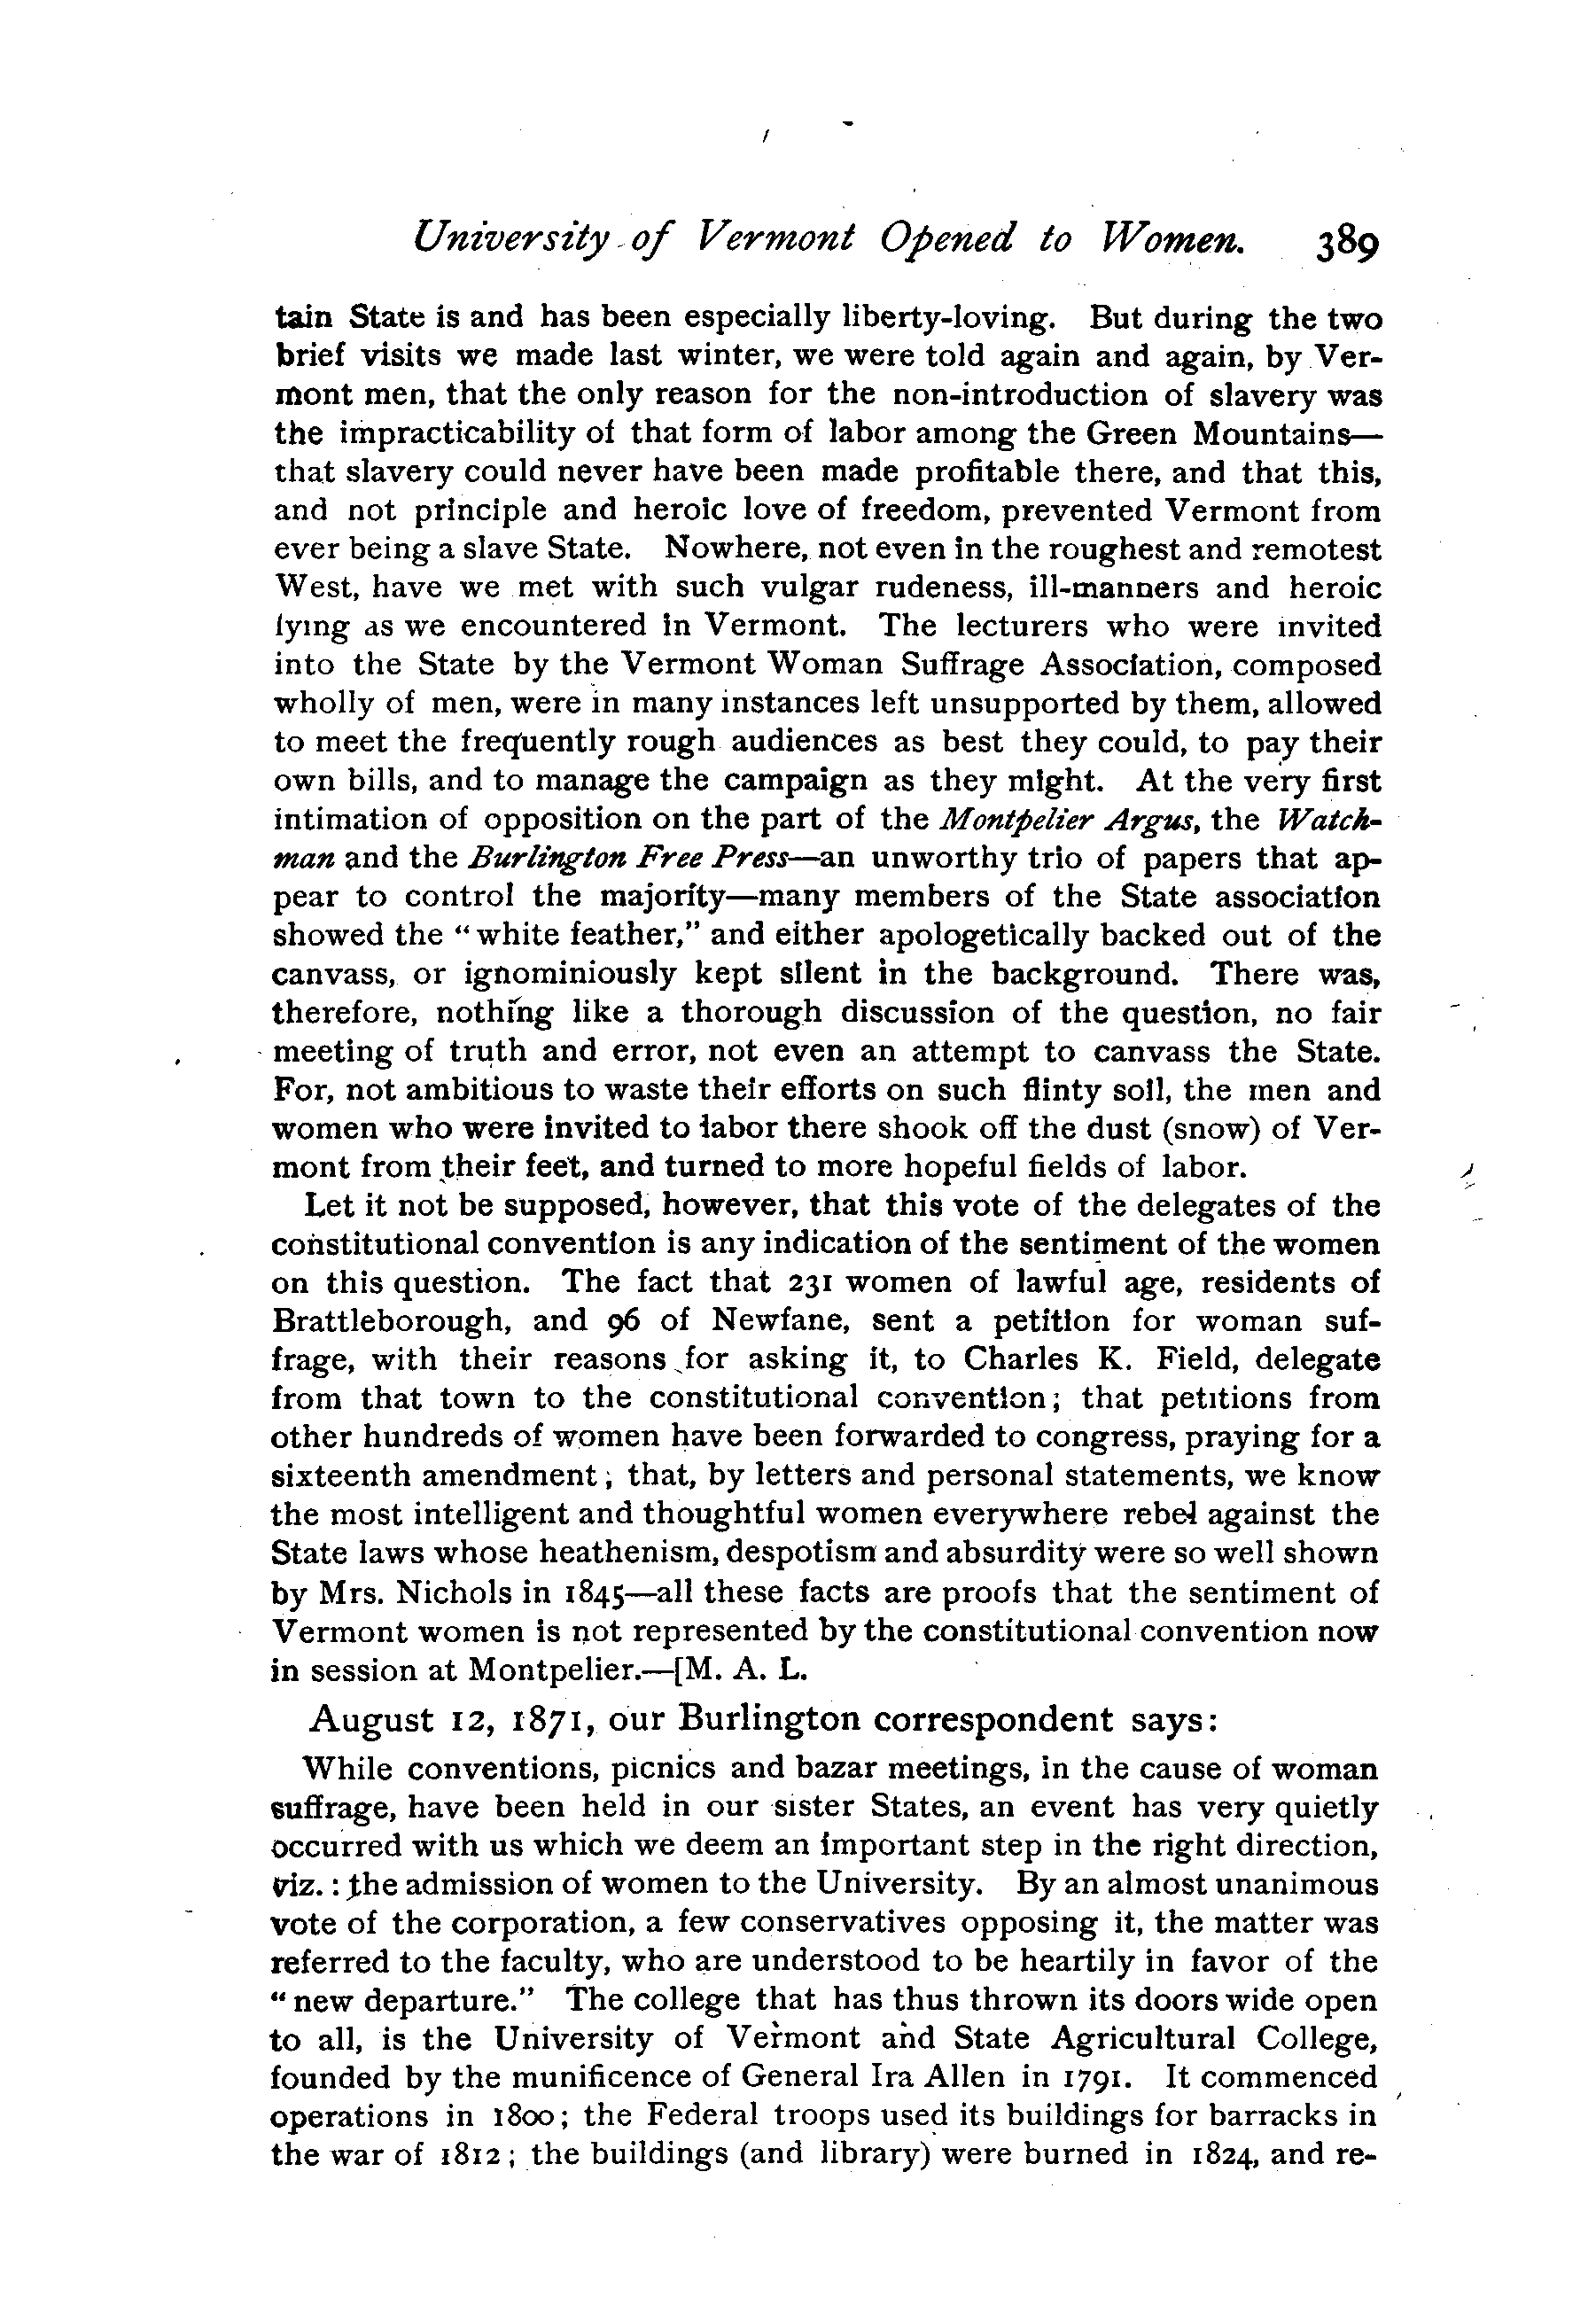 University of Vermont Opened to Women. 389
tain State is and has been especially liberty-loving. But during the two
brief visits we made last winter, we were told again and again, by Ver-
mont men, that the only reason for the non-introduction of slavery was
the impracticability of that form of labor among the Green Mountains—
that slavery could never have been made profitable there, and that this,
and not principle and heroic love of freedom, prevented Vermont from
ever being a slave State. Nowhere, not even in the roughest and remotest
West, have we met with such vulgar rudeness, ill-manners and heroic
lying as we encountered in Vermont. The lecturers who were invited
into the State by the Vermont Woman Suffrage Association, composed
wholly of men, were in many instances left unsupported by them, allowed
to meet the frequently rough audiences as best they could, to pay their
own bills, and to manage the campaign as they might. At the very first
intimation of opposition on the part of the Montpelier Argus, the Watch-
man and the Burlington Free Press—an unworthy trio of papers that ap-
pear to control the majority—many members of the State association
showed the "white feather," and either apologetically backed out of the
canvass, or ignominiously kept silent in the background. There was,
therefore, nothing like a thorough discussion of the question, no fair
meeting of truth and error, not even an attempt to canvass the State.
For, not ambitious to waste their efforts on such flinty soil, the men and
women who were invited to labor there shook off the dust (snow) of Ver-
mont from their feet, and turned to more hopeful fields of labor.
Let it not be supposed, however, that this vote of the delegates of the
constitutional convention is any indication of the sentiment of the women
on this question. The fact that 231 women of lawful age, residents of
Brattleborough, and 96 of Newfane, sent a petition for woman suf-
frage, with their reasons for asking it, to Charles K. Field, delegate
from that town to the constitutional convention; that petitions from
other hundreds of women have been forwarded to congress, praying for a
sixteenth amendment; that, by letters and personal statements, we know
the most intelligent and thoughtful women everywhere rebel against the
State laws whose heathenism, despotism and absurdity were so well shown
by Mrs. Nichols in 1845—all these facts are proofs that the sentiment of
Vermont women is not represented by the constitutional convention now
in session at Montpelier.—[M. A. L.
August 12, 1871, our Burlington correspondent says:
While conventions, picnics and bazar meetings, in the cause of woman
suffrage, have been held in our sister States, an event has very quietly
occurred with us which we deem an important step in the right direction,
viz.: the admission of women to the University. By an almost unanimous
vote of the corporation, a few conservatives opposing it, the matter was
referred to the faculty, who are understood to be heartily in favor of the
"new departure." The college that has thus thrown its doors wide open
to all, is the University of Vermont and State Agricultural College,
founded by the munificence of General Ira Allen in 1791. It commenced
operations in 1800; the Federal troops used its buildings for barracks in
the war of 1812; the buildings (and library) were burned in 1824, and re-